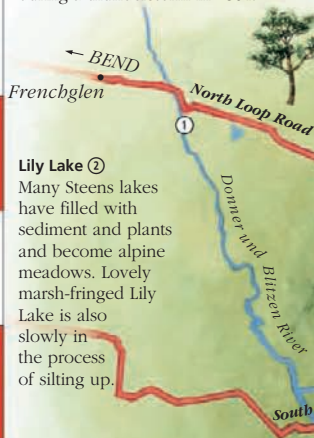 BEND
Frenchglen
North Loop Road
1
Lily Lake 2
Many Steens lakes
have filled with
sediment and plants
and become alpine
meadows. Lovely
marsh-fringed Lily
Lake is also
slowly in
the process
of silting up.
Donner und Blitzen River
South